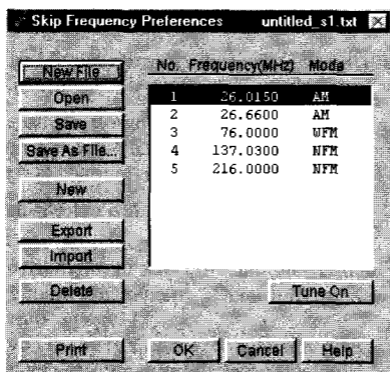 Skip Frequency Preferences untitled_s1.txt
New File
Open
Save
Save As File...
New
Export
Import
Delete
Print
No. Frequency(MHz) Mode
1 26.0150 AM
2 26.6600 AM
3 76.0000 WFM
4 137.0300 NFM
5 216.0000 NFM
Tune On
OK Cancel Help